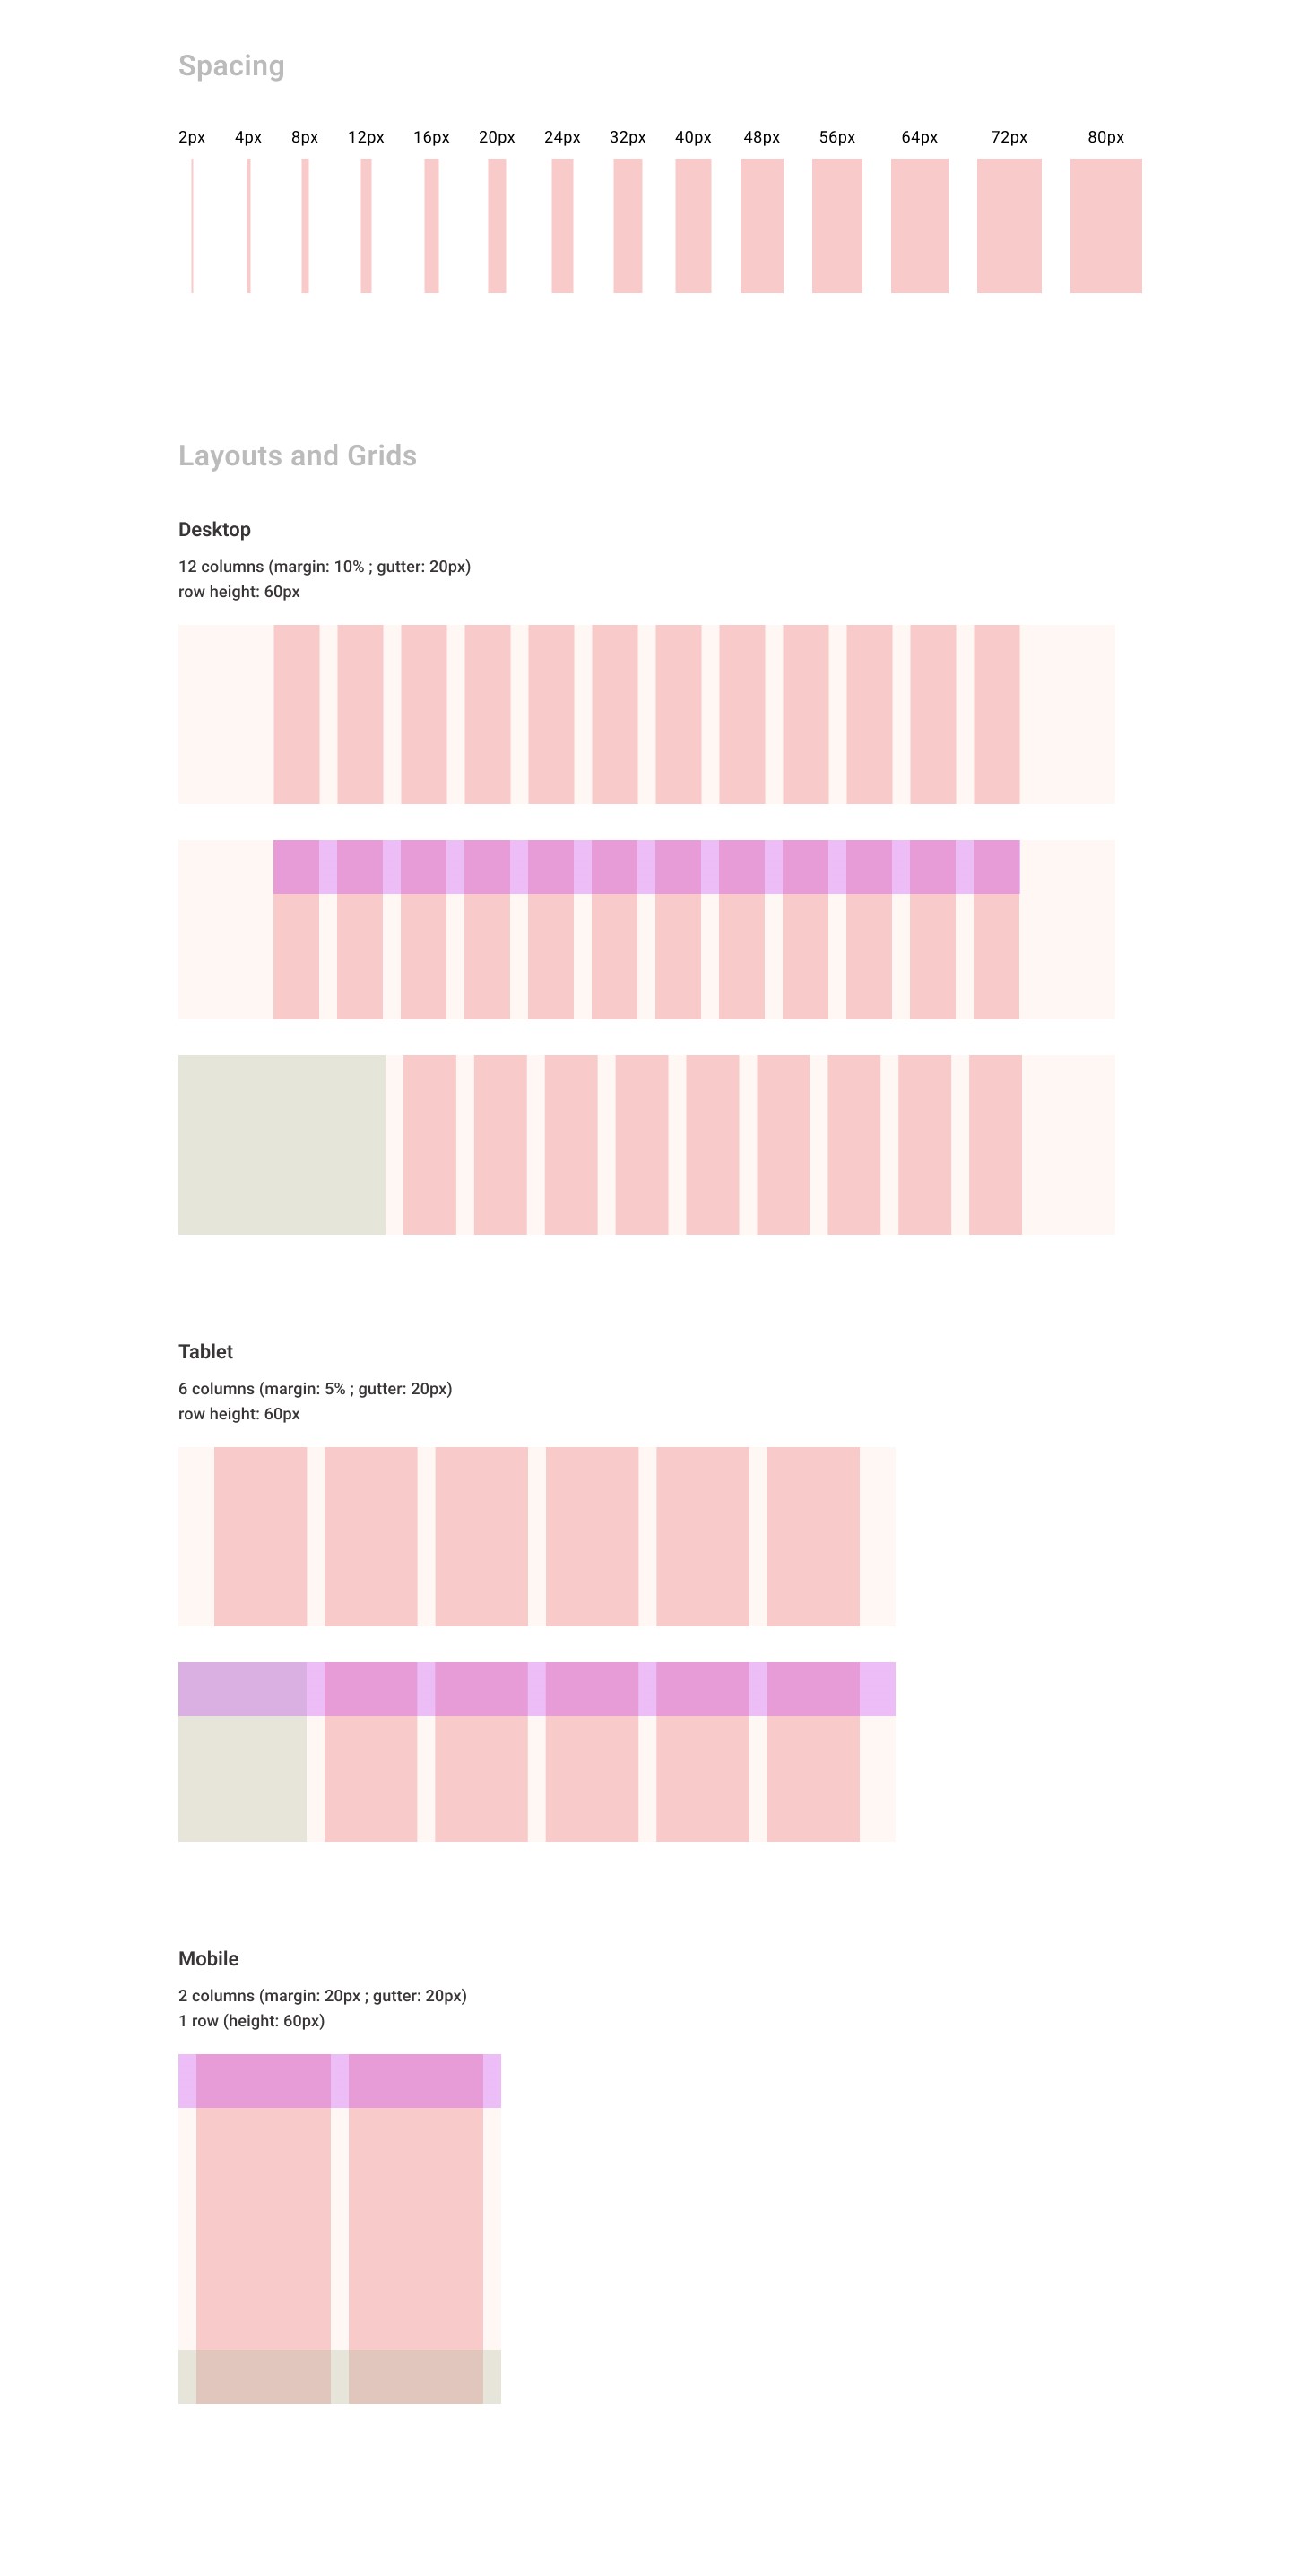 Spacing
2px 4px 8px 12px 16px 20px 24px 32px 40px 48px 56px 64px 72px 80px
Layouts and Grids
Desktop
12 columns (margin: 10% ; gutter: 20px)
row height: 60px
Tablet
6 columns (margin: 5% ; gutter: 20px)
row height: 60px
Mobile
2 columns (margin: 20px ; gutter: 20px)
1 row (height: 60px)